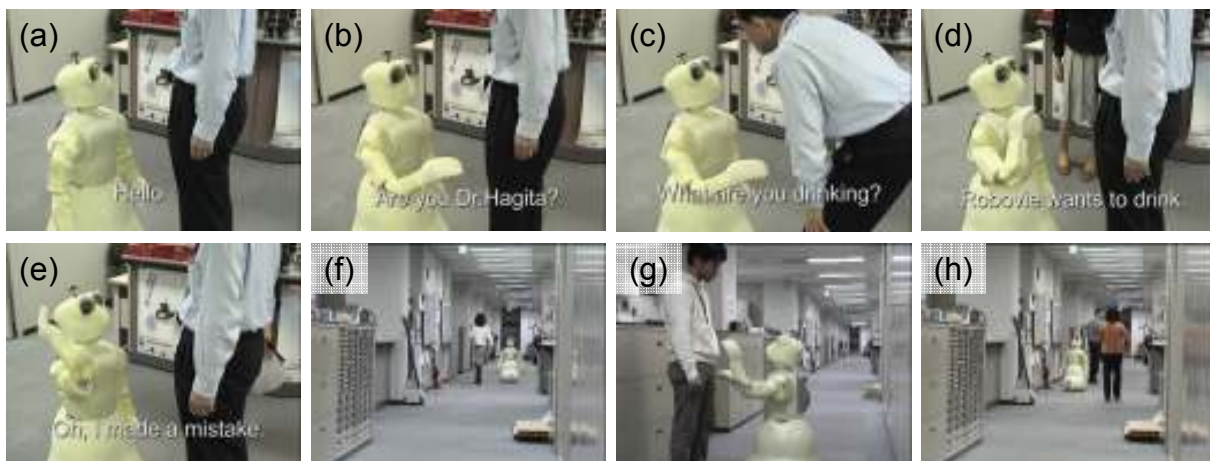 (a)
Hello
(b)
Are you Dr.Hagita?
(c)
What are you drinking?
(d)
Robovie wants to drink
(e)
Oh, I made a mistake
(f)
(g)
(h)